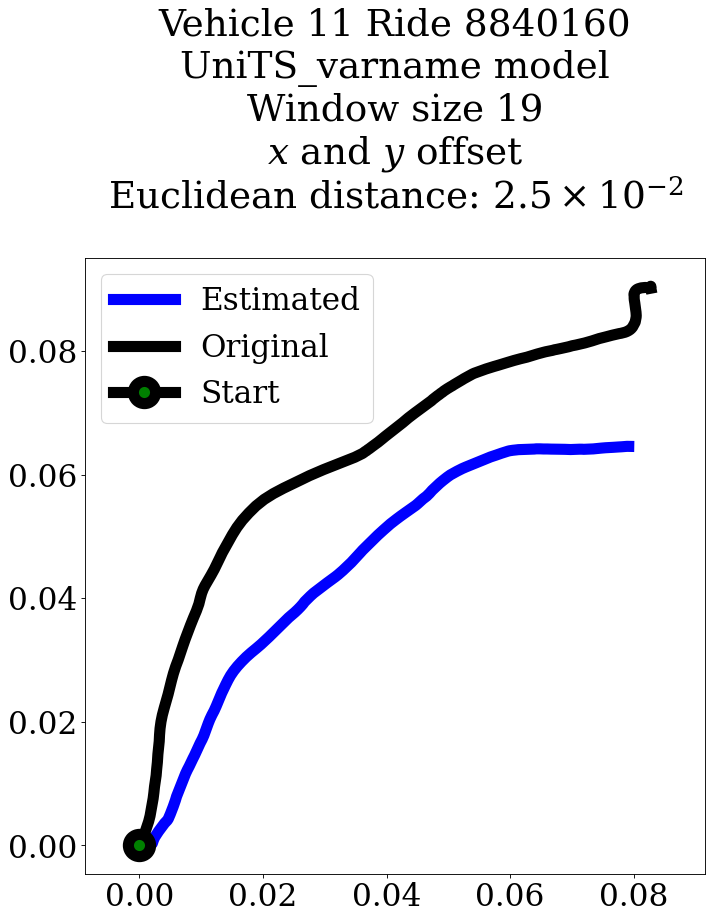 Vehicle 11 Ride 8840160
UniTS_varname model
Window size 19
x and y offset
Euclidean distance: 2.5 × 10⁻²
Estimated
Original
Start
0.08
0.06
0.04
0.02
0.00
0.00 0.02 0.04 0.06 0.08